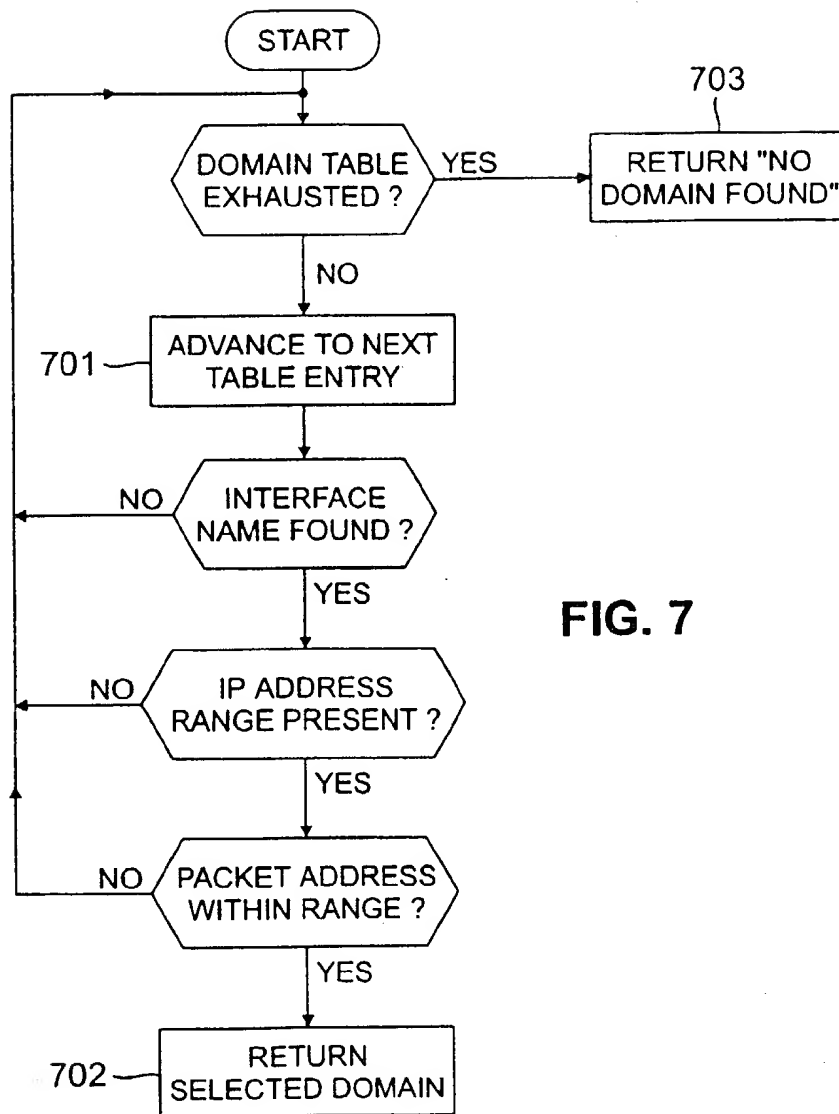 START
703
DOMAIN TABLE
EXHAUSTED ?
YES
RETURN "NO
DOMAIN FOUND"
NO
701
ADVANCE TO NEXT
TABLE ENTRY
NO
INTERFACE
NAME FOUND ?
YES
FIG. 7
NO
IP ADDRESS
RANGE PRESENT ?
YES
NO
PACKET ADDRESS
WITHIN RANGE ?
YES
702
RETURN
SELECTED DOMAIN